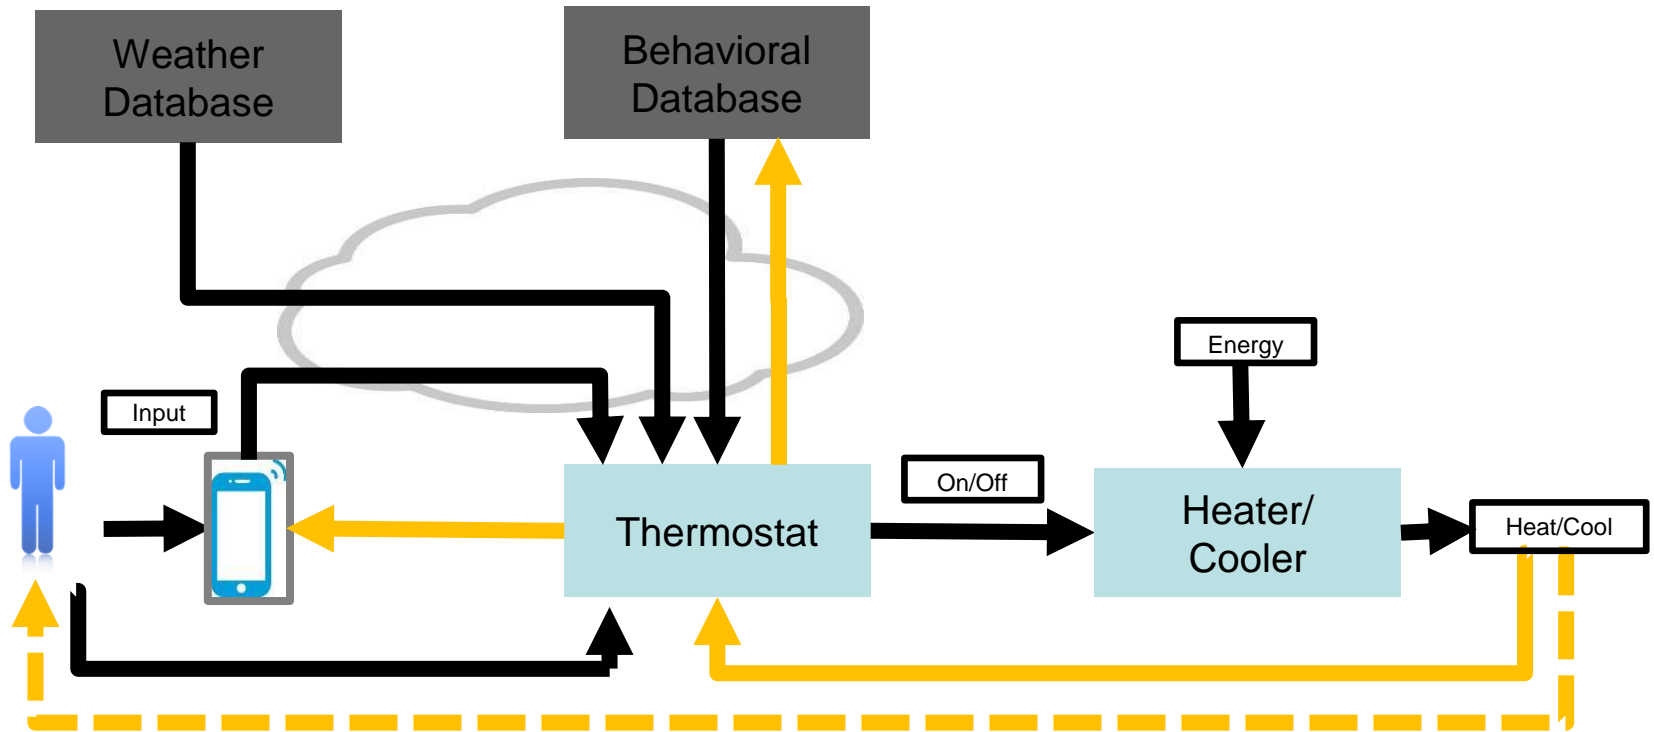 Weather
Database
Behavioral
Database
Energy
Input
On/Off
Thermostat
Heater/
Cooler
Heat/Cool